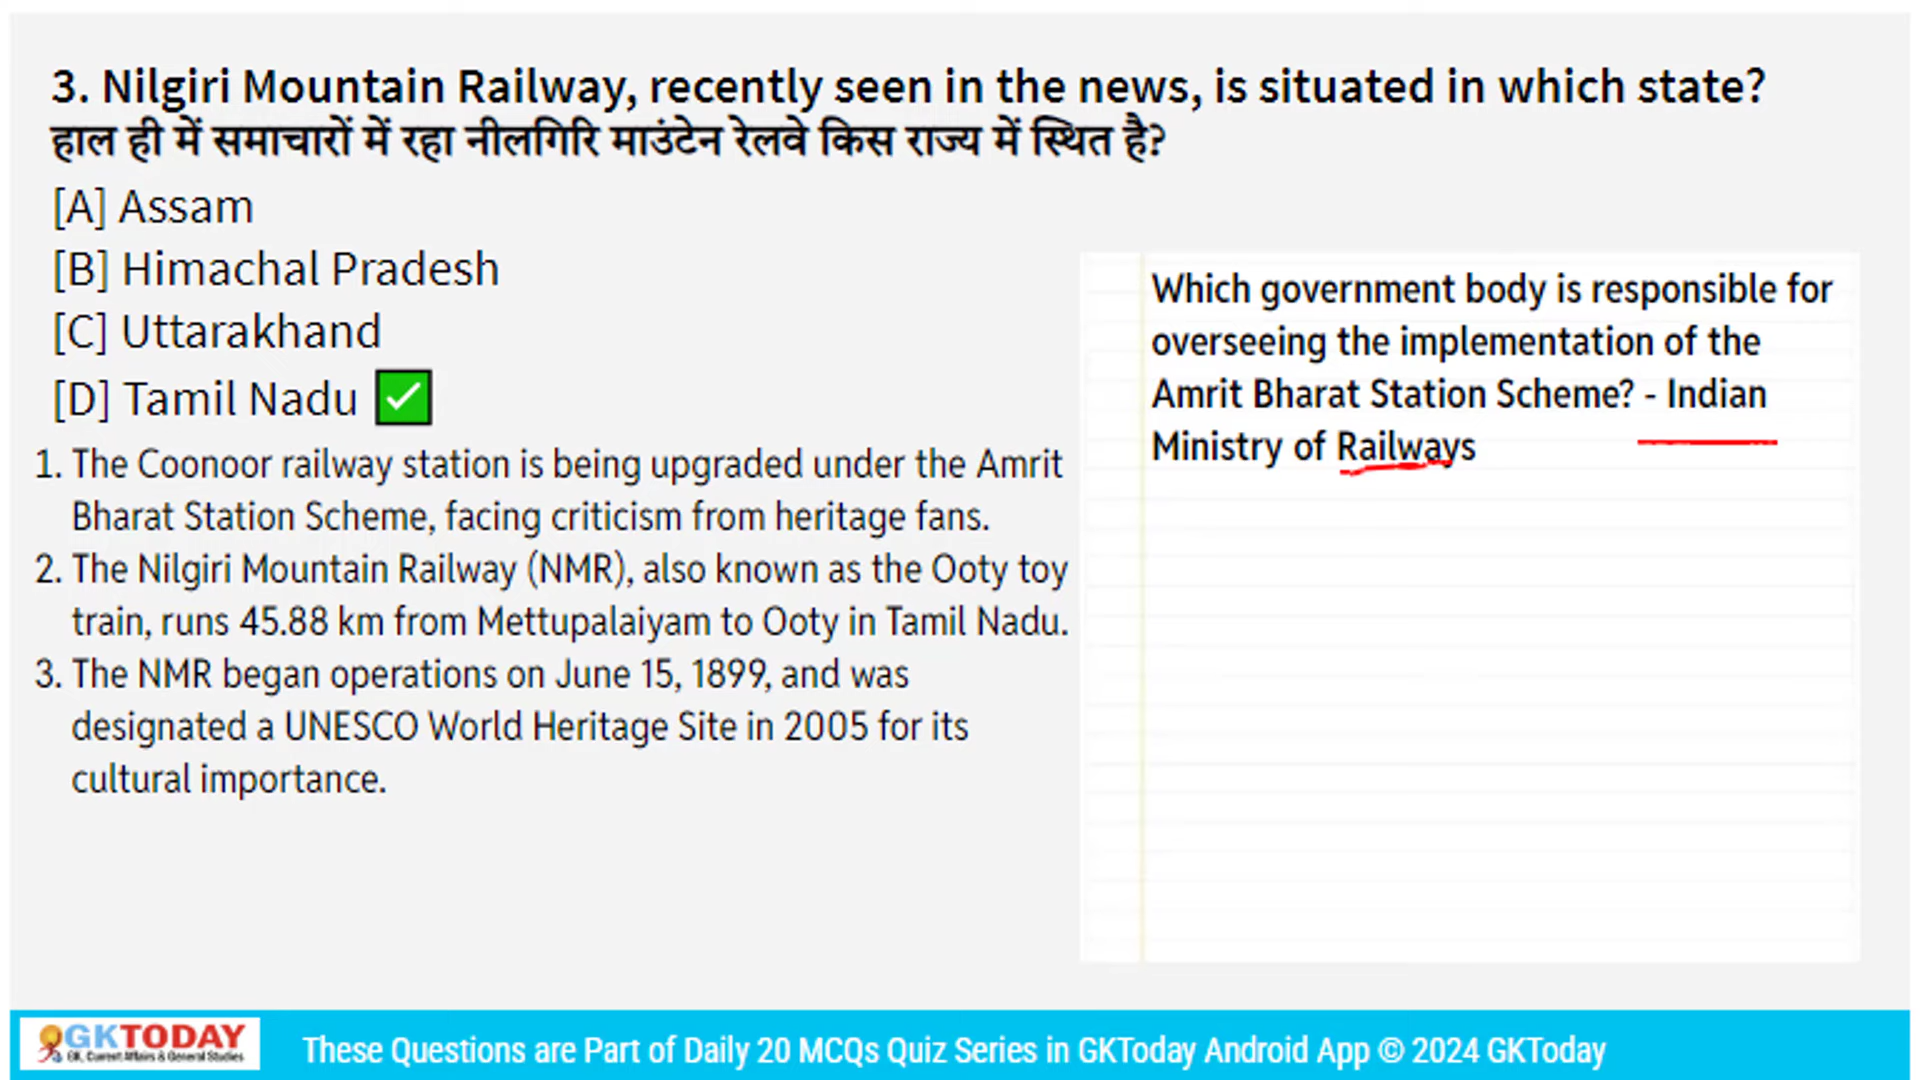 3. Nilgiri Mountain Railway, recently seen in the news, is situated in which state?
हाल ही में समाचारों में रहा नीलगिरि माउंटेन रेलवे किस राज्य में स्थित है?
[A] Assam
[B] Himachal Pradesh
[C] Uttarakhand
[D] Tamil Nadu
1. The Coonoor railway station is being upgraded under the Amrit
Bharat Station Scheme, facing criticism from heritage fans.
2. The Nilgiri Mountain Railway (NMR), also known as the Ooty toy
train, runs 45.88 km from Mettupalaiyam to Ooty in Tamil Nadu.
3. The NMR began operations on June 15, 1899, and was
designated a UNESCO World Heritage Site in 2005 for its
cultural importance.
Which government body is responsible for
overseeing the implementation of the
Amrit Bharat Station Scheme? - Indian
Ministry of Railways
GKTODAY
GK, Current Affairs & General Studies
These Questions are Part of Daily 20 MCQs Quiz Series in GKToday Android App © 2024 GKToday